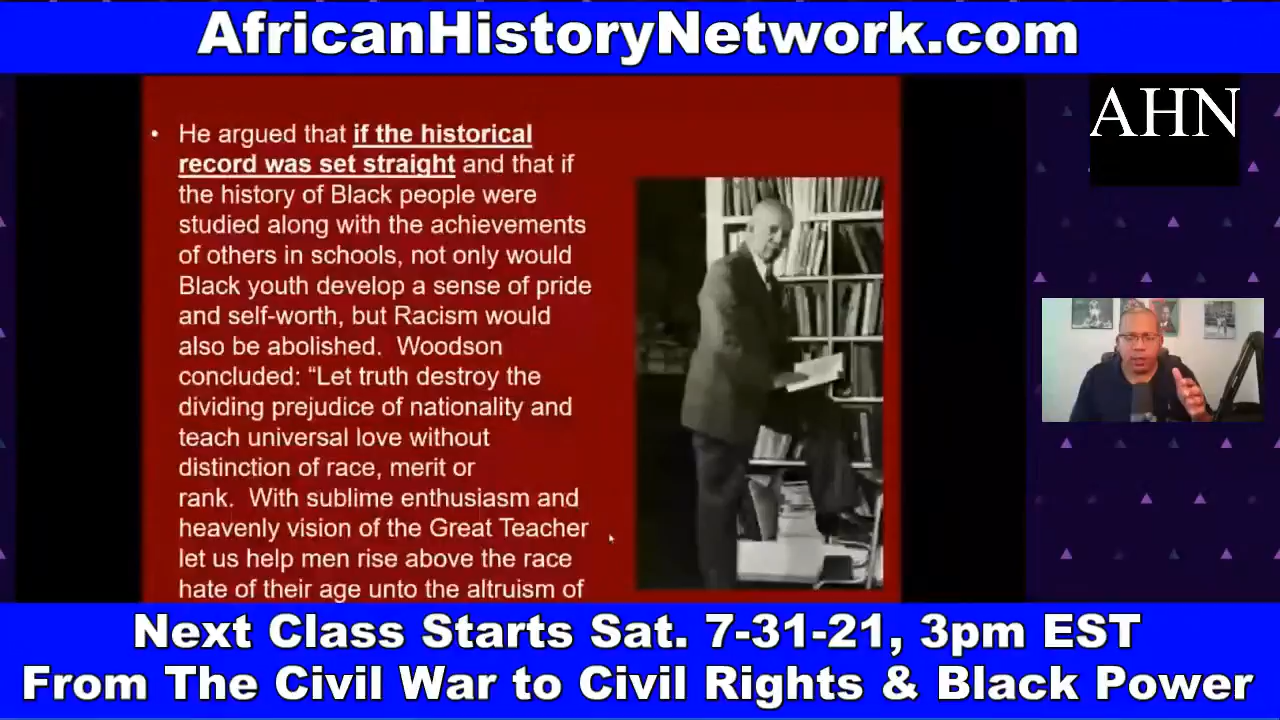 AfricanHistoryNetwork.com
AHN
• He argued that if the historical
record was set straight and that if
the history of Black people were
studied along with the achievements
of others in schools, not only would
Black youth develop a sense of pride
and self-worth, but Racism would
also be abolished. Woodson
concluded: “Let truth destroy the
dividing prejudice of nationality and
teach universal love without
distinction of race, merit or
rank. With sublime enthusiasm and
heavenly vision of the Great Teacher
let us help men rise above the race
hate of their age unto the altruism of
Next Class Starts Sat. 7-31-21, 3pm EST
From The Civil War to Civil Rights & Black Power